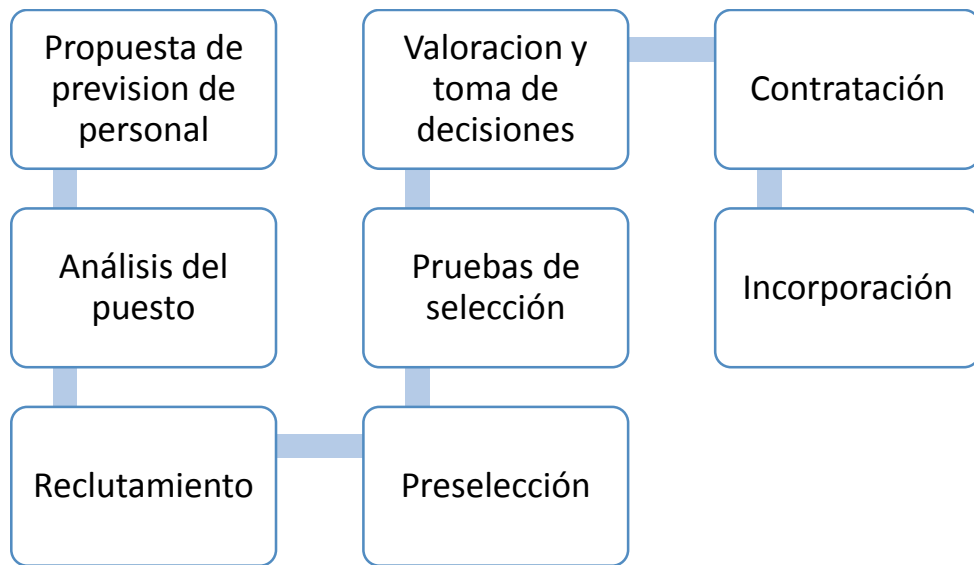 Propuesta de
prevision de
personal
Análisis del
puesto
Reclutamiento
Preselección
Pruebas de
selección
Valoracion y
toma de
decisiones
Contratación
Incorporación